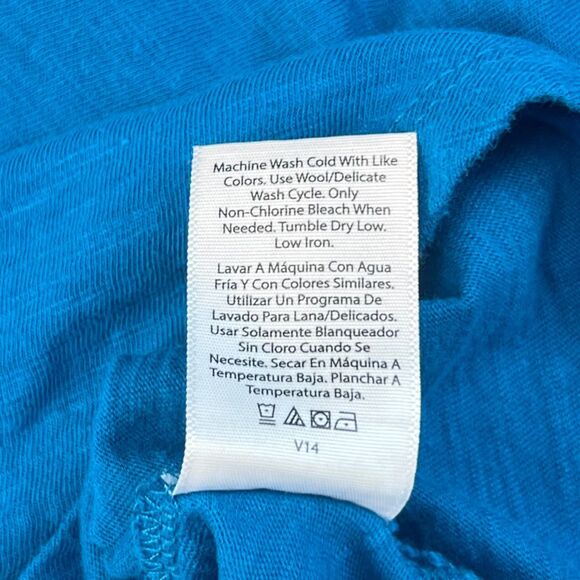 Machine Wash Cold With Like
Colors. Use Wool/Delicate
Wash Cycle. Only
Non-Chlorine Bleach When
Needed. Tumble Dry Low.
Low Iron.
Lavar A Máquina Con Agua
Fría Y Con Colores Similares.
Utilizar Un Programa De
Lavado Para Lana/Delicados.
Usar Solamente Blanqueador
Sin Cloro Cuando Se
Necesite. Secar En Máquina A
Temperatura Baja. Planchar A
Temperatura Baja.
V14